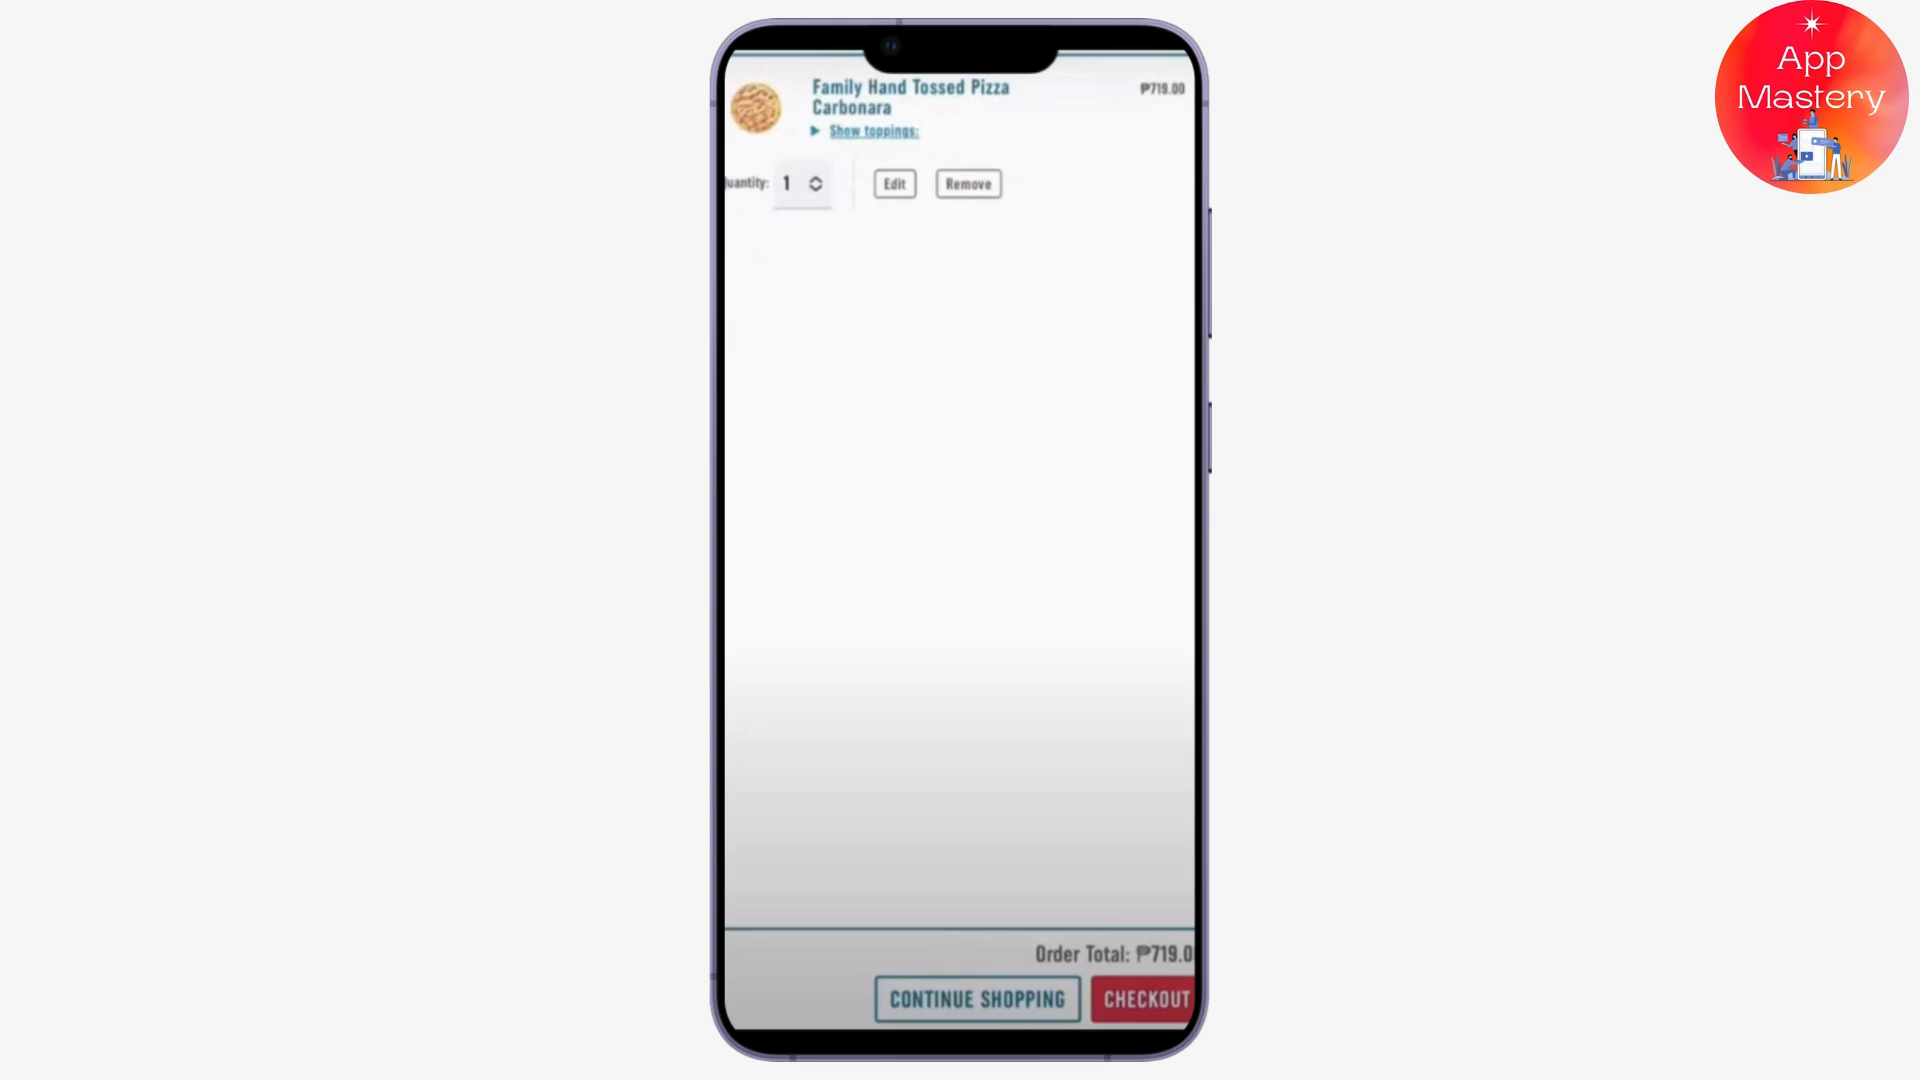 App
Mastery
Family Hand Tossed Pizza
Carbonara
₱719.00
▶ Show toppings:
uantity: 1
Edit
Remove
Order Total: ₱719.0
CONTINUE SHOPPING
CHECKOUT